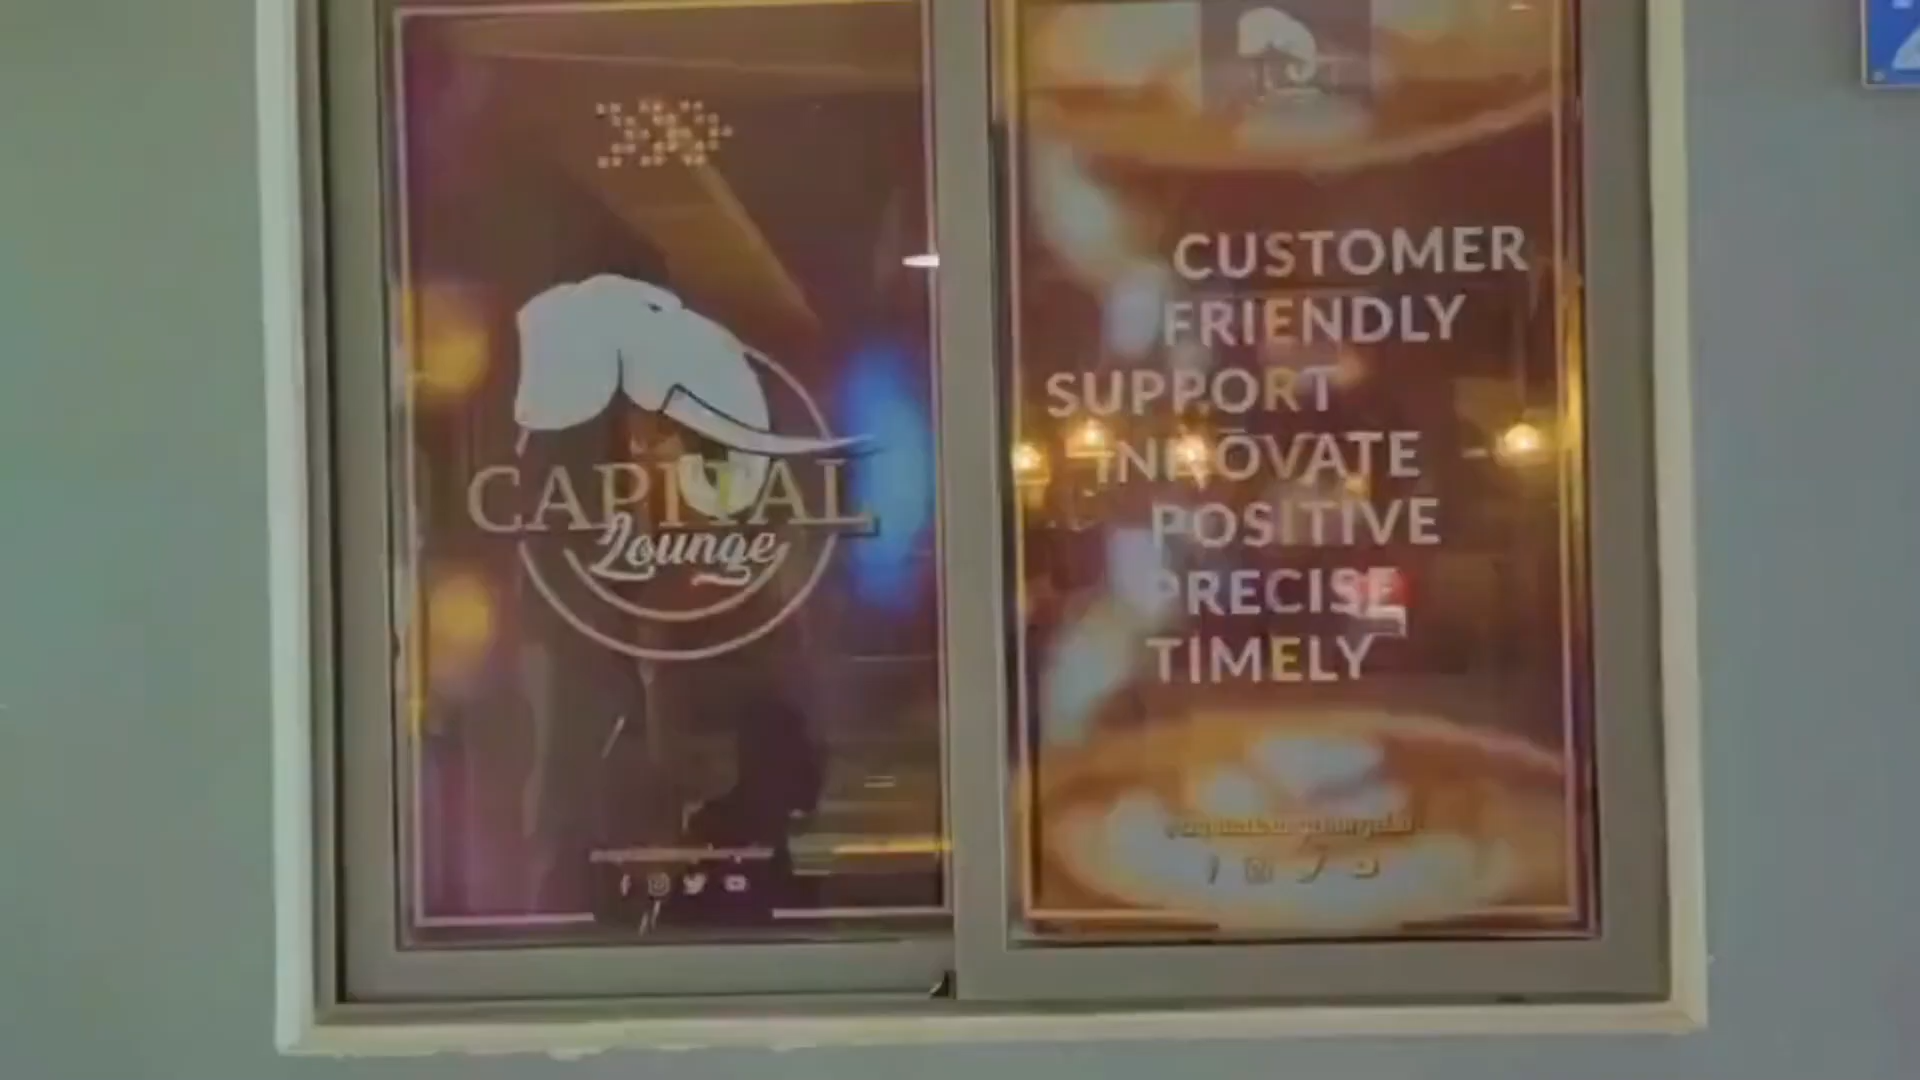 CAPITAL
Lounge
CUSTOMER
FRIENDLY
SUPPORT
INNOVATE
POSITIVE
PRECISE
TIMELY